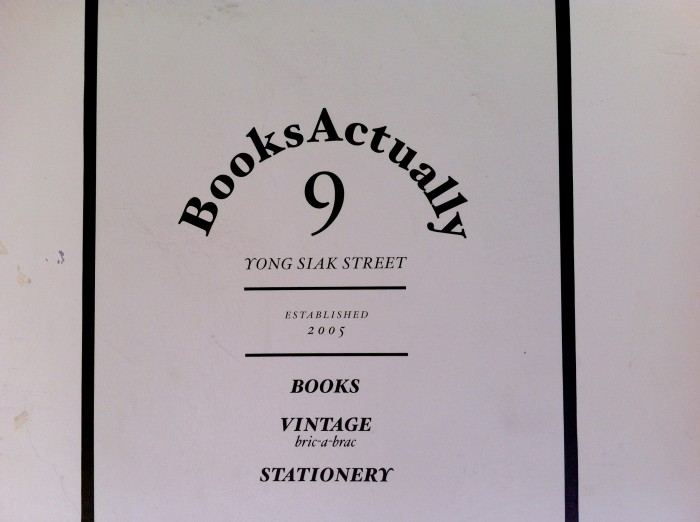 BooksActually
9
YONG SIAK STREET
ESTABLISHED
2005
BOOKS
VINTAGE
bric-a-brac
STATIONERY